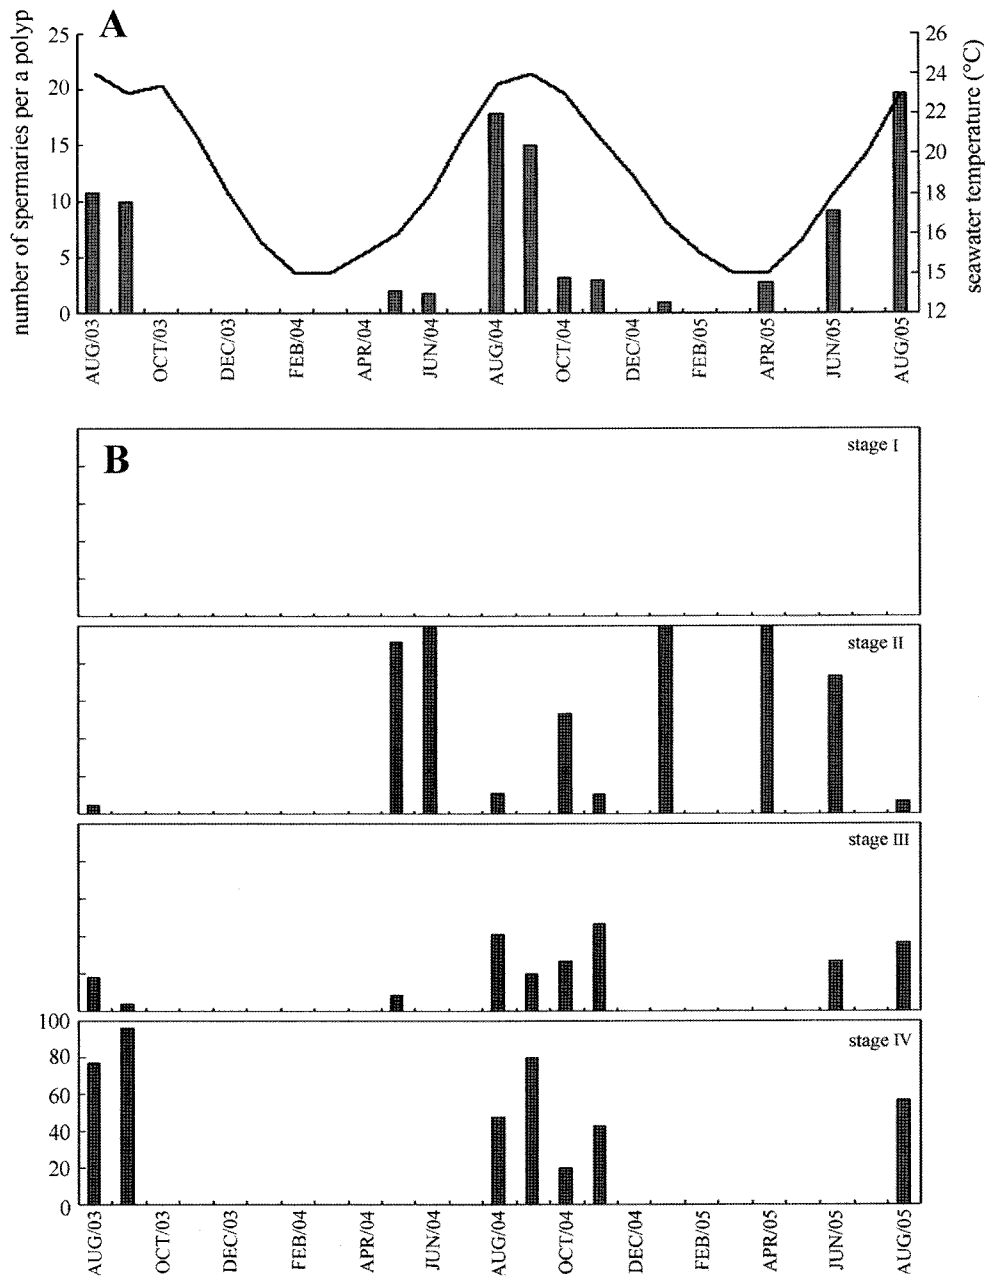 A
number of spermaries per a polyp
25
20
15
10
5
0
26
24
22
20
18
16
15
12
seawater temperature (°C)
AUG/03 OCT/03 DEC/03 FEB/04 APR/04 JUN/04 AUG/04 OCT/04 DEC/04 FEB/05 APR/05 JUN/05 AUG/05
B
stage I
stage II
stage III
stage IV
100
80
60
40
20
0
AUG/03 OCT/03 DEC/03 FEB/04 APR/04 JUN/04 AUG/04 OCT/04 DEC/04 FEB/05 APR/05 JUN/05 AUG/05